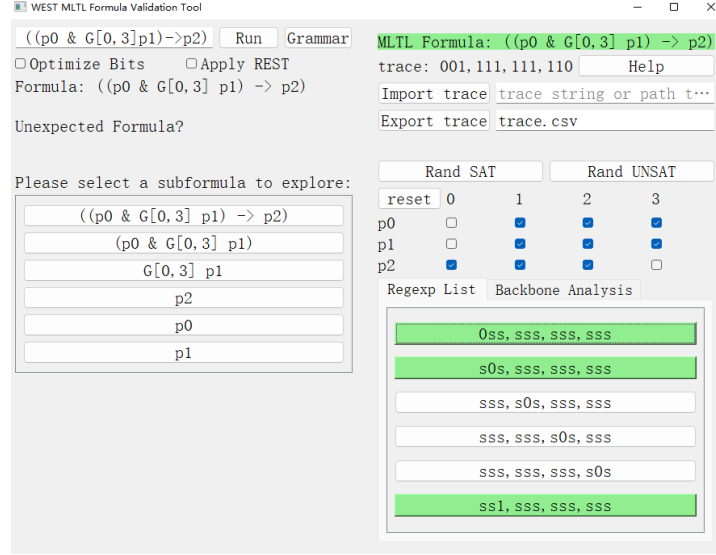 WEST MLTL Formula Validation Tool
((p0 & G[0,3]p1)->p2) Run Grammar
Optimize Bits Apply REST
Formula: ((p0 & G[0,3] p1) -> p2)
Unexpected Formula?
Please select a subformula to explore:
((p0 & G[0,3] p1) -> p2)
(p0 & G[0,3] p1)
G[0,3] p1
p2
p0
p1
MLTL Formula: ((p0 & G[0,3] p1) -> p2)
trace: 001,111,111,110 Help
Import trace trace string or path t…
Export trace trace.csv
Rand SAT Rand UNSAT
reset 0 1 2 3
p0
p1
p2
Regexp List Backbone Analysis
0ss,sss,sss,sss
s0s,sss,sss,sss
sss,s0s,sss,sss
sss,sss,s0s,sss
sss,sss,sss,s0s
ss1,sss,sss,sss